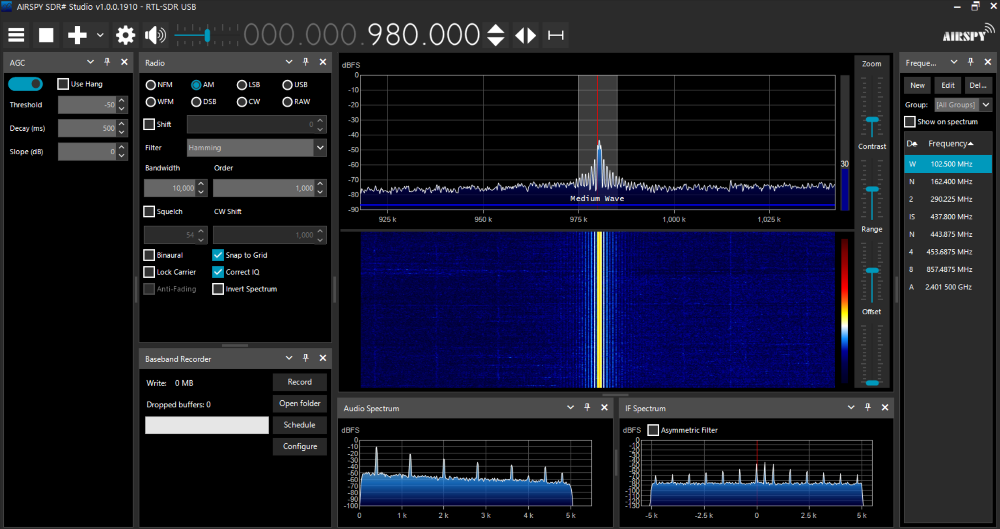 AIRSPY SDR# Studio v1.0.0.1910 - RTL-SDR USB
000.000.980.000
AIRSPY
AGC
Use Hang
Threshold -50
Decay (ms) 500
Slope (dB) 0
Radio
NFM AM LSB USB
WFM DSB CW RAW
Shift 0
Filter Hamming
Bandwidth Order
10,000 1,000
Squelch CW Shift
54 1,000
Binaural Snap to Grid
Lock Carrier Correct IQ
Anti-Fading Invert Spectrum
Baseband Recorder
Write: 0 MB Record
Dropped buffers: 0 Open folder
Schedule
Configure
dBFS
0
-10
-20
-30
-40
-50
-60
-70
-80
-90
Medium Wave
925 k 950 k 975 k 1,000 k 1,025 k
30
Zoom
Contrast
Range
Offset
Audio Spectrum
dBFS
0
-10
-20
-30
-40
-50
-60
-70
-80
-90
-100
0 1 k 2 k 3 k 4 k 5 k
IF Spectrum
dBFS Asymmetric Filter
0
-10
-20
-30
-40
-50
-60
-70
-80
-90
-100
-110
-120
-130
-5 k -2.5 k 0 2.5 k 5 k
Freque...
New Edit Del...
Group: [All Groups]
Show on spectrum
De Frequency
W 102.500 MHz
N 162.400 MHz
2 290.225 MHz
IS 437.800 MHz
N 443.875 MHz
4 453.6875 MHz
8 857.4875 MHz
A 2.401 500 GHz